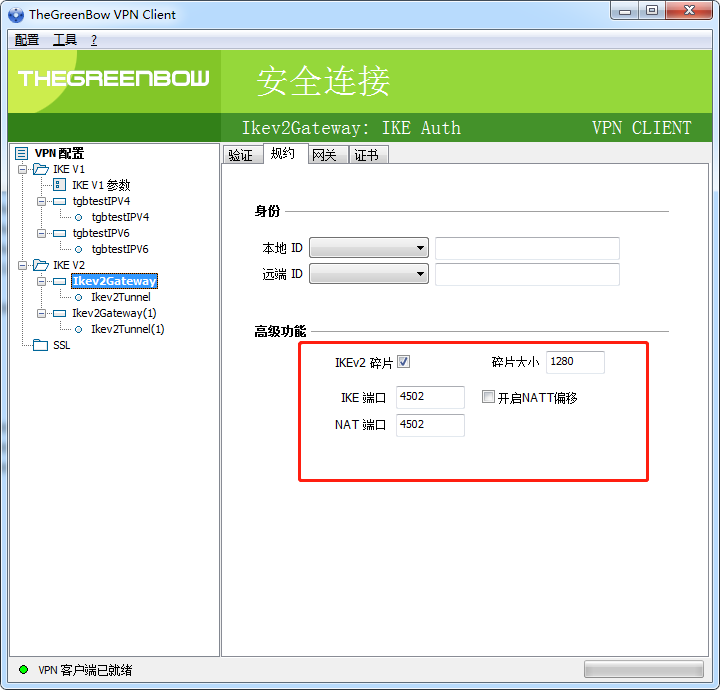 TheGreenBow VPN Client
配置 工具 ?
THEGREENBOW 安全连接
Ikev2Gateway: IKE Auth VPN CLIENT
VPN 配置
IKE V1
IKE V1 参数
tgbtestIPV4
tgbtestIPV4
tgbtestIPV6
tgbtestIPV6
IKE V2
Ikev2Gateway
Ikev2Tunnel
Ikev2Gateway(1)
Ikev2Tunnel(1)
SSL
验证 规约 网关 证书
身份
本地 ID
远端 ID
高级功能
IKEv2 碎片 碎片大小 1280
IKE 端口 4502 开启NATT偏移
NAT 端口 4502
VPN 客户端已就绪